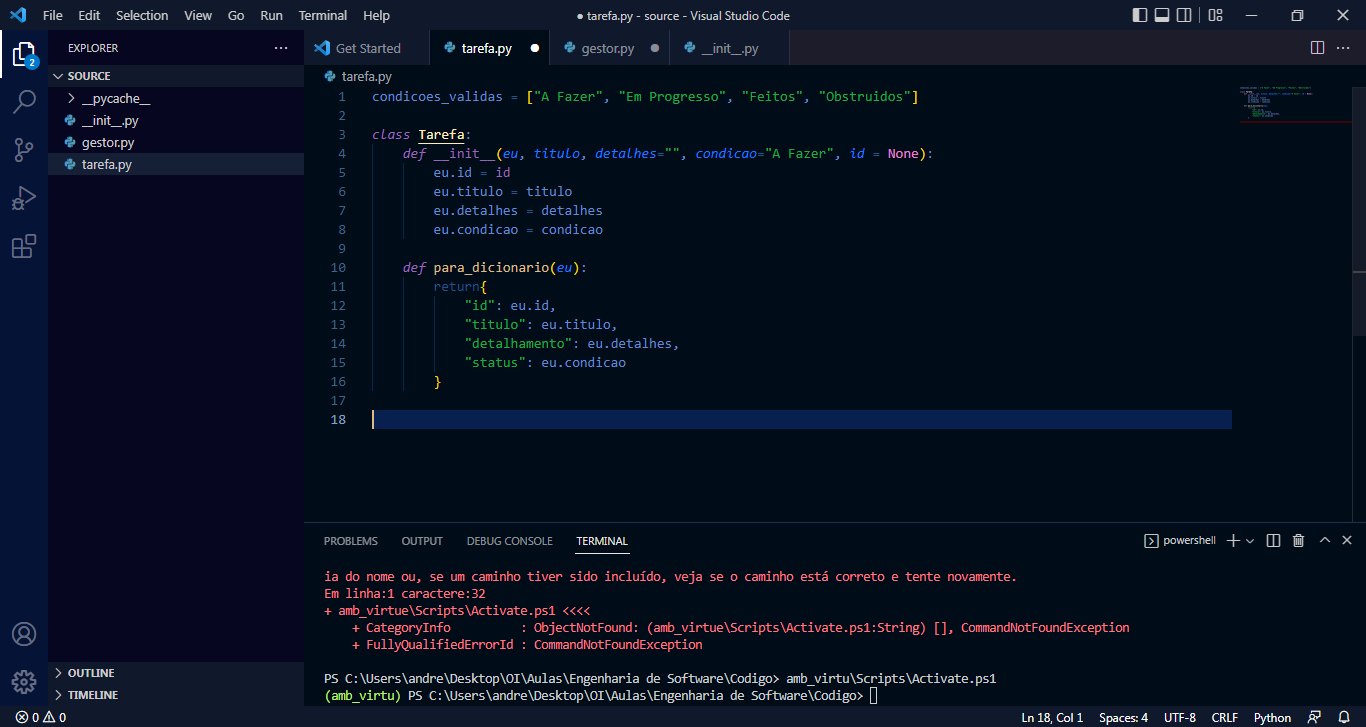 File Edit Selection View Go Run Terminal Help
● tarefa.py - source - Visual Studio Code
EXPLORER
SOURCE
__pycache__
__init__.py
gestor.py
tarefa.py
2
OUTLINE
TIMELINE
Get Started
tarefa.py
gestor.py
__init__.py
tarefa.py
1 condicoes_validas = ["A Fazer", "Em Progresso", "Feitos", "Obstruidos"]
2
3 class Tarefa:
4 def __init__(eu, titulo, detalhes="", condicao="A Fazer", id = None):
5 eu.id = id
6 eu.titulo = titulo
7 eu.detalhes = detalhes
8 eu.condicao = condicao
9
10 def para_dicionario(eu):
11 return{
12 "id": eu.id,
13 "titulo": eu.titulo,
14 "detalhamento": eu.detalhes,
15 "status": eu.condicao
16 }
17
18
PROBLEMS OUTPUT DEBUG CONSOLE TERMINAL
powershell
ia do nome ou, se um caminho tiver sido incluído, veja se o caminho está correto e tente novamente.
Em linha:1 caractere:32
+ amb_virtue\Scripts\Activate.ps1 <<<<
+ CategoryInfo : ObjectNotFound: (amb_virtue\Scripts\Activate.ps1:String) [], CommandNotFoundException
+ FullyQualifiedErrorId : CommandNotFoundException
PS C:\Users\andre\Desktop\OI\Aulas\Engenharia de Software\Codigo> amb_virtu\Scripts\Activate.ps1
(amb_virtu) PS C:\Users\andre\Desktop\OI\Aulas\Engenharia de Software\Codigo>
0 0
Ln 18, Col 1 Spaces: 4 UTF-8 CRLF Python